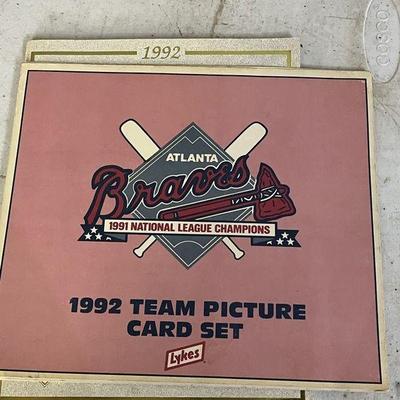 1992
ATLANTA
Braves
1991 NATIONAL LEAGUE CHAMPIONS
1992 TEAM PICTURE
CARD SET
Lykes